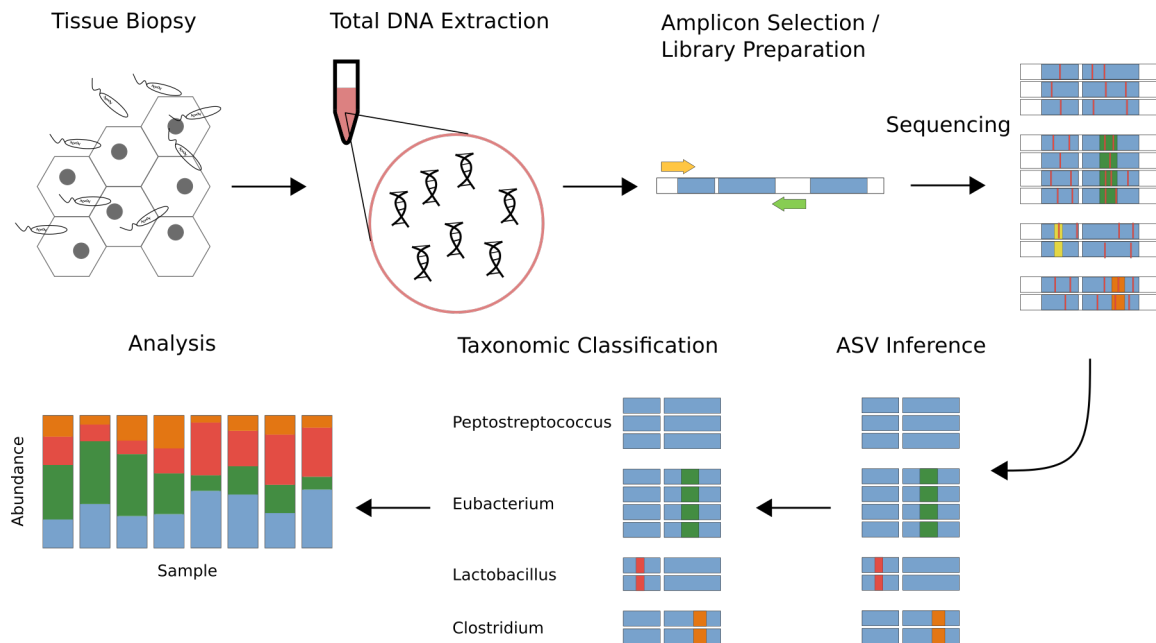 Tissue Biopsy
Total DNA Extraction
Amplicon Selection /
Library Preparation
Sequencing
Analysis
Taxonomic Classification
ASV Inference
Abundance
Sample
Peptostreptococcus
Eubacterium
Lactobacillus
Clostridium